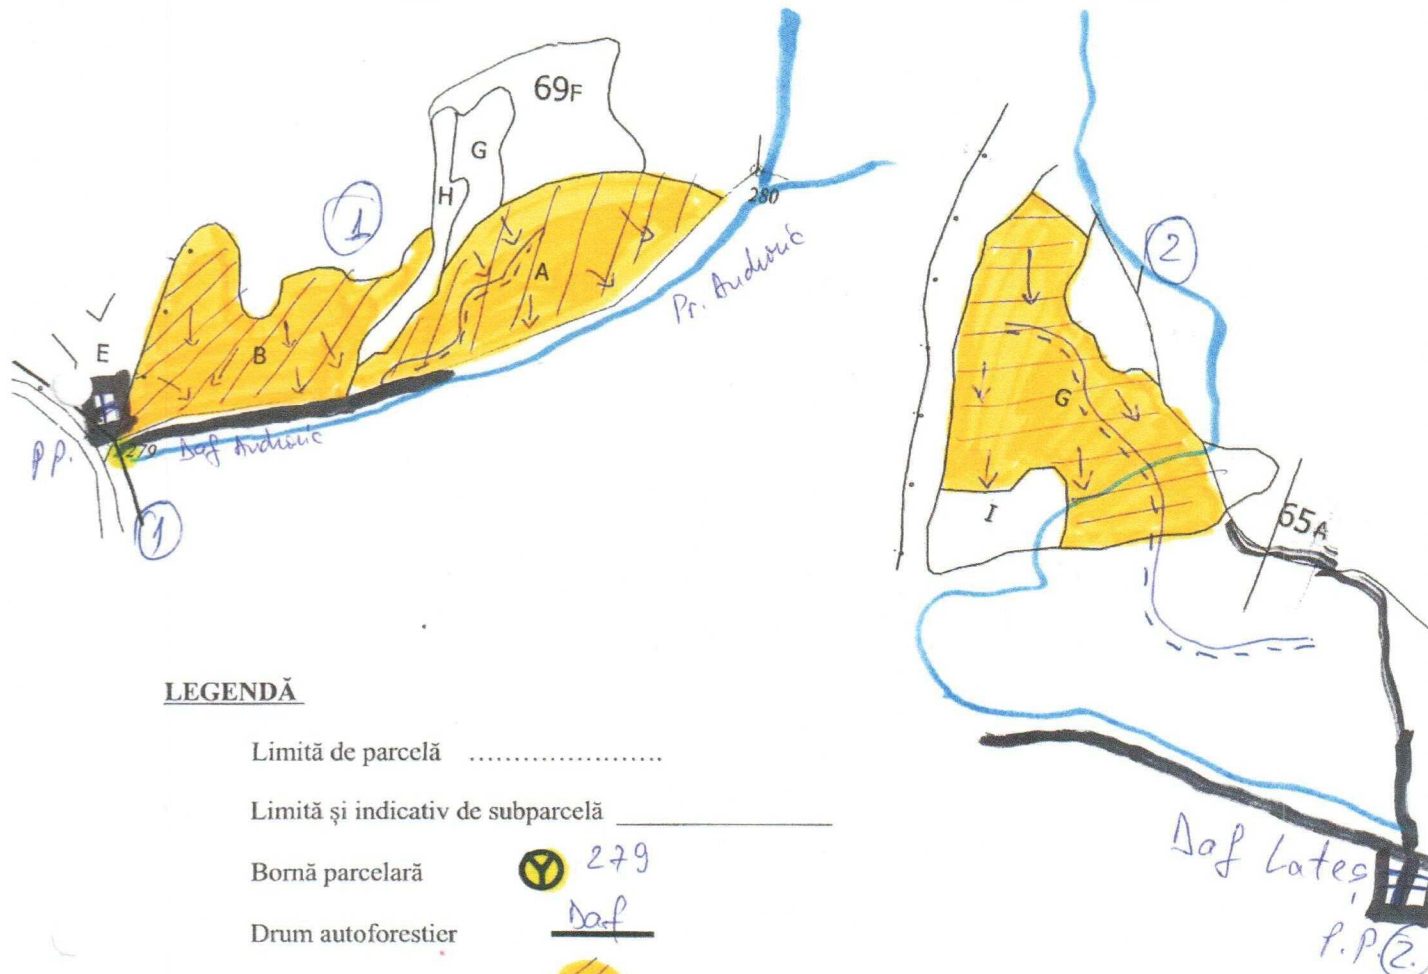 69F
G
H
1
280
A
Pr. Andronic
E
B
P.P.
279
Daf Andronic
1
2
G
I
65A
LEGENDĂ
Limită de parcelă ......................
Limită și indicativ de subparcelă ____________________
Bornă parcelară Y 279
Drum autoforestier Daf
Daf Lateș
P.P. 2.